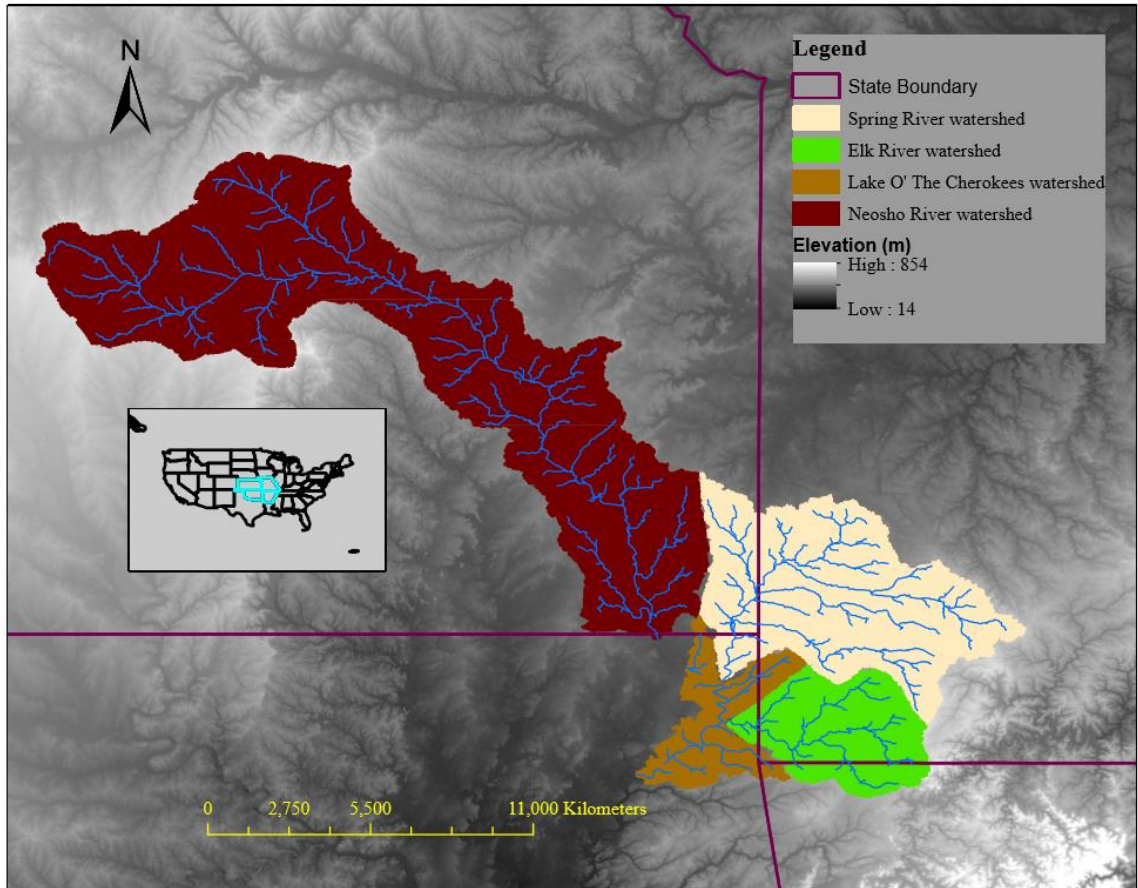 N
Legend
State Boundary
Spring River watershed
Elk River watershed
Lake O' The Cherokees watershed
Neosho River watershed
Elevation (m)
High : 854
Low : 14
0 2,750 5,500 11,000 Kilometers